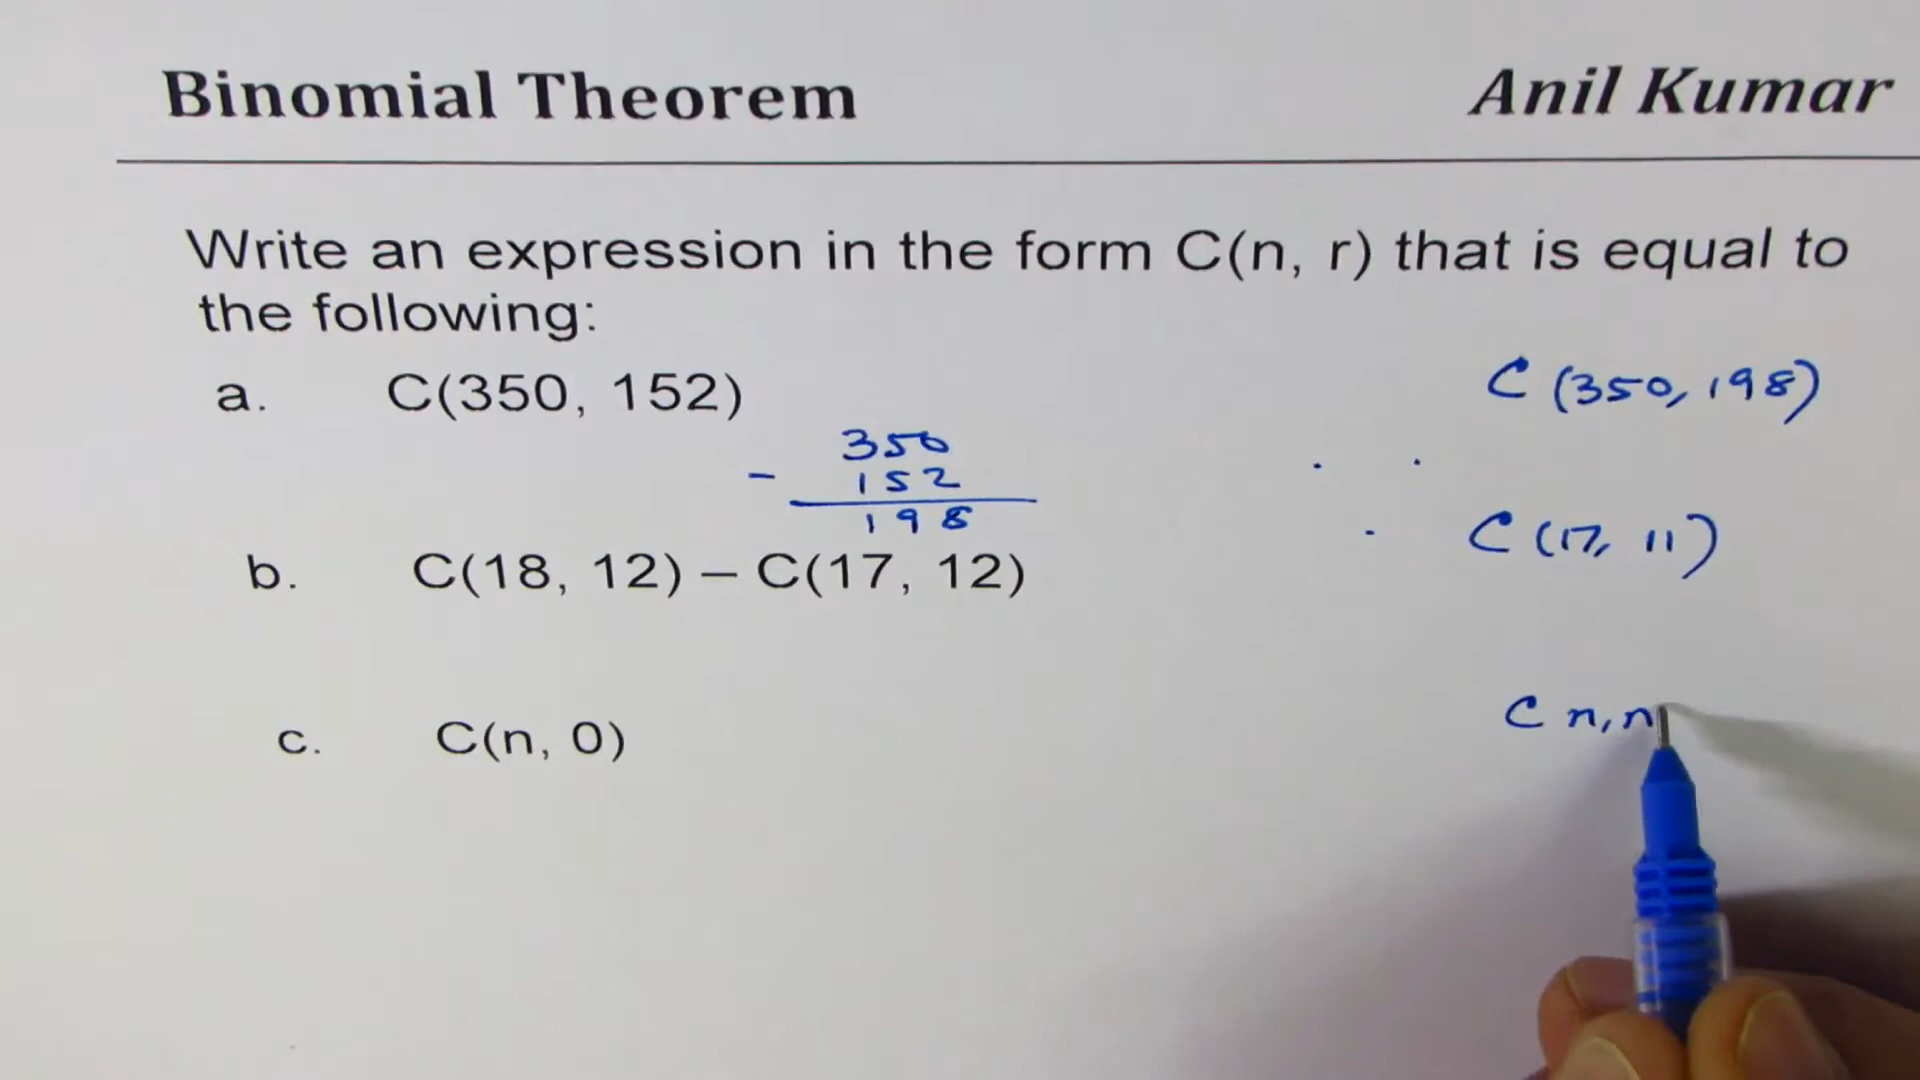 Binomial Theorem Anil Kumar
Write an expression in the form C(n, r) that is equal to
the following:
a. C(350, 152) C (350, 198)
350
- 152
198
b. C(18, 12) – C(17, 12) C (17, 11)
c. C(n, 0) C n, n